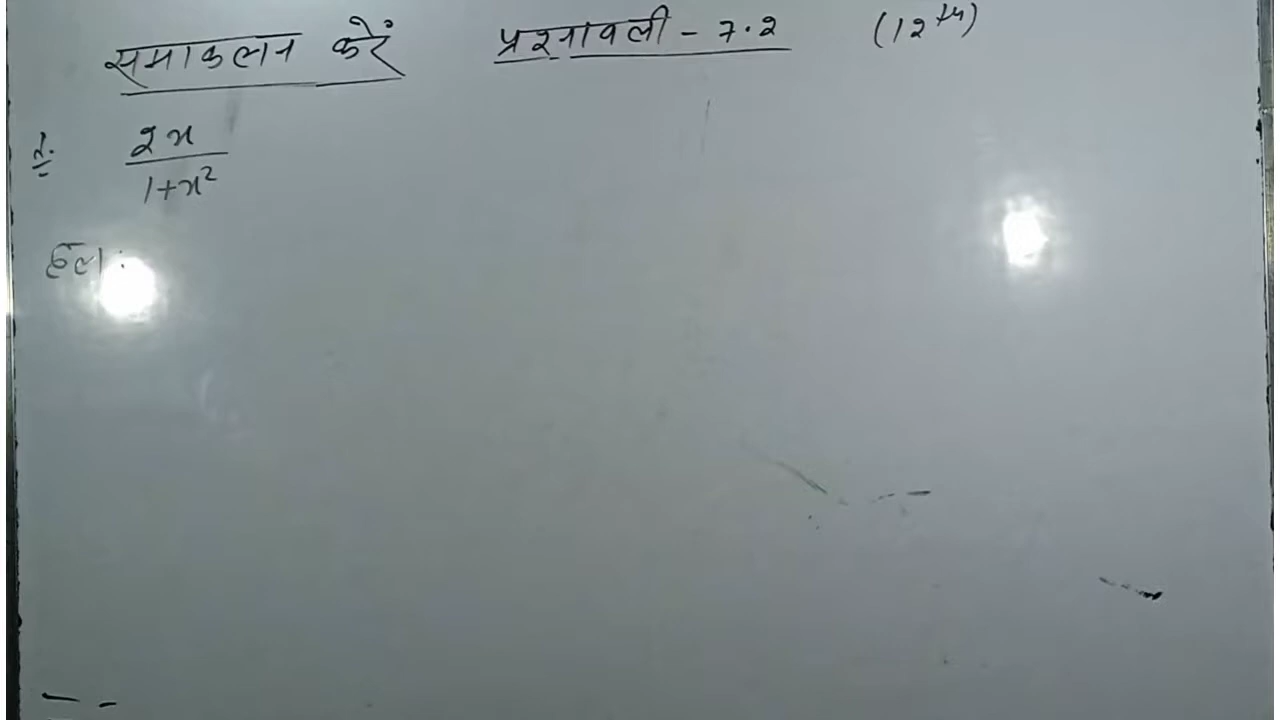 समाकलन करें प्रश्नावली - 7.2 (12th)
1. 2x/(1+x²)
हल: